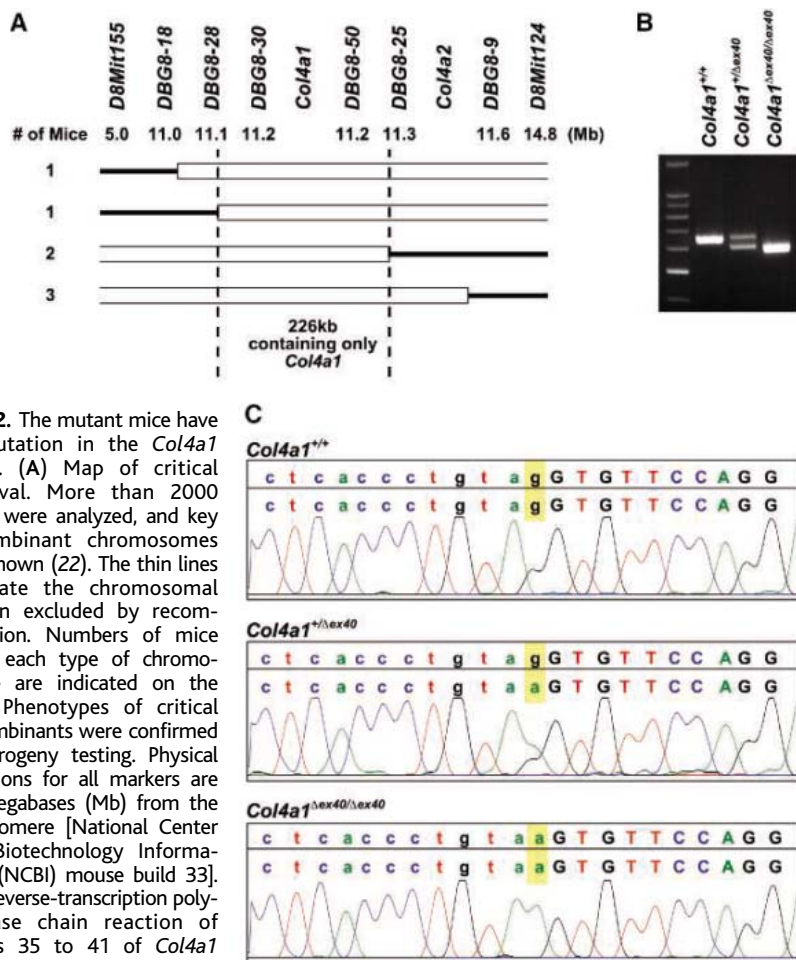 A
D8Mit155 DBG8-18 DBG8-28 DBG8-30 Col4a1 DBG8-50 DBG8-25 Col4a2 DBG8-9 D8Mit124
# of Mice 5.0 11.0 11.1 11.2 11.2 11.3 11.6 14.8 (Mb)
1
1
2
3
226kb
containing only
Col4a1
B
Col4a1+/+
Col4a1+/Δex40
Col4a1Δex40/Δex40
2. The mutant mice have
utation in the Col4a1
. (A) Map of critical
val. More than 2000
were analyzed, and key
mbinant chromosomes
hown (22). The thin lines
ate the chromosomal
n excluded by recom-
tion. Numbers of mice
each type of chromo-
are indicated on the
Phenotypes of critical
mbinants were confirmed
rogeny testing. Physical
ons for all markers are
egabases (Mb) from the
omere [National Center
Biotechnology Informa-
(NCBI) mouse build 33].
everse-transcription poly-
ase chain reaction of
s 35 to 41 of Col4a1
C
Col4a1+/+
c t c a c c c t g t a g G T G T T C C A G G
c t c a c c c t g t a g G T G T T C C A G G
Col4a1+/Δex40
c t c a c c c t g t a g G T G T T C C A G G
c t c a c c c t g t a a G T G T T C C A G G
Col4a1Δex40/Δex40
c t c a c c c t g t a a G T G T T C C A G G
c t c a c c c t g t a a G T G T T C C A G G